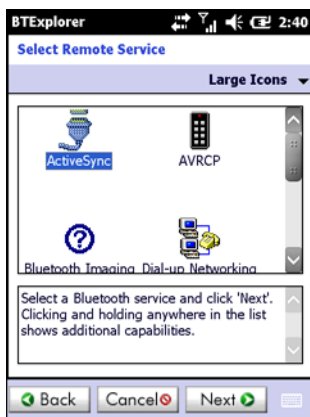 BTExplorer 2:40
Select Remote Service
Large Icons
ActiveSync AVRCP
Bluetooth Imaging Dial-up Networking
Select a Bluetooth service and click 'Next'.
Clicking and holding anywhere in the list
shows additional capabilities.
Back Cancel Next